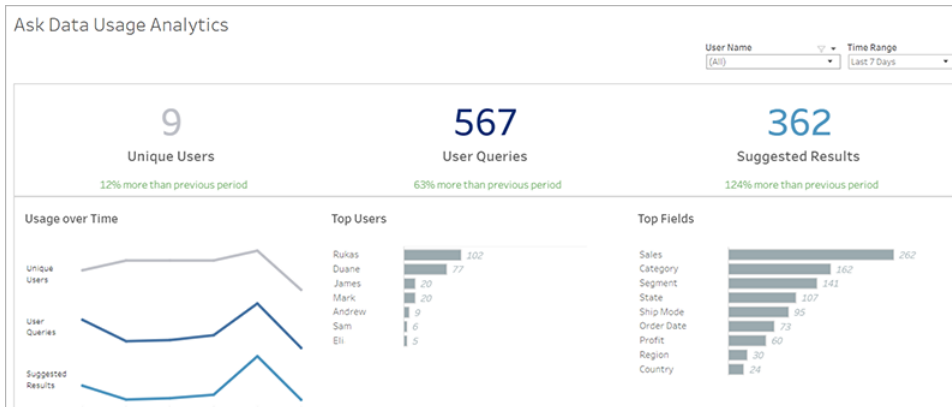 Ask Data Usage Analytics
User Name
Time Range
(All)
Last 7 Days
9
Unique Users
12% more than previous period
567
User Queries
63% more than previous period
362
Suggested Results
124% more than previous period
Usage over Time
Unique
Users
User
Queries
Suggested
Results
Top Users
Rukas 102
Duane 77
James 20
Mark 20
Andrew 9
Sam 6
Eli 5
Top Fields
Sales 262
Category 162
Segment 141
State 107
Ship Mode 95
Order Date 73
Profit 60
Region 30
Country 24